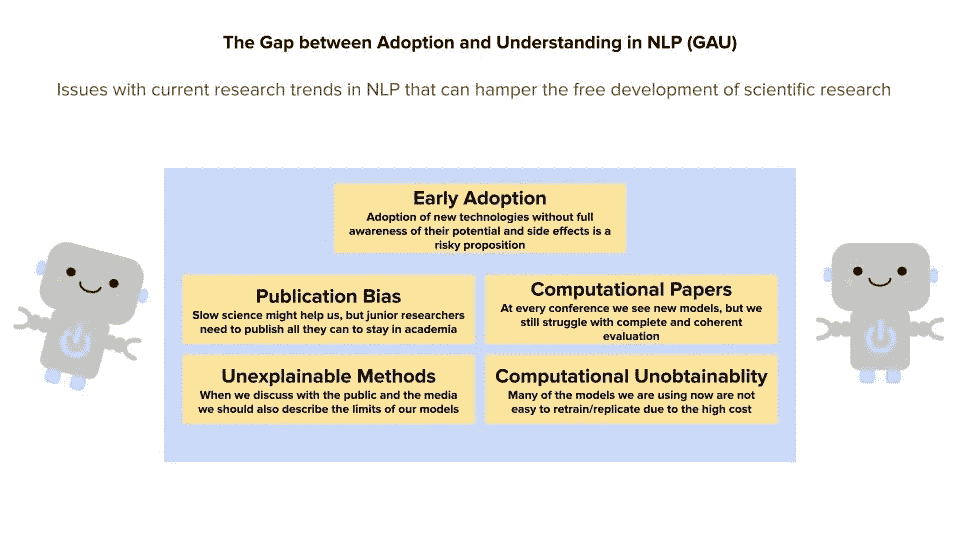 The Gap between Adoption and Understanding in NLP (GAU)
Issues with current research trends in NLP that can hamper the free development of scientific research
Early Adoption
Adoption of new technologies without full
awareness of their potential and side effects is a
risky proposition
Publication Bias
Slow science might help us, but junior researchers
need to publish all they can to stay in academia
Computational Papers
At every conference we see new models, but we
still struggle with complete and coherent
evaluation
Unexplainable Methods
When we discuss with the public and the media
we should also describe the limits of our models
Computational Unobtainablity
Many of the models we are using now are not
easy to retrain/replicate due to the high cost